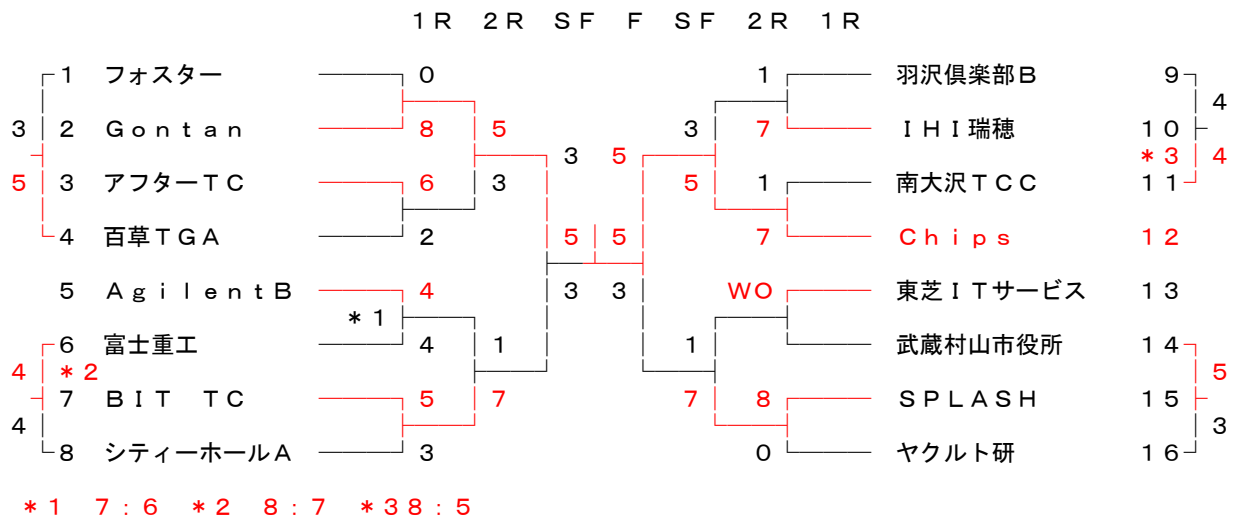 １Ｒ ２Ｒ ＳＦ Ｆ ＳＦ ２Ｒ １Ｒ
１ フォスター ０ １ 羽沢倶楽部Ｂ ９
４
３ ２ Ｇｏｎｔａｎ ８ ５ ３ ７ ＩＨＩ瑞穂 １０
３ ５ ＊３ ４
５ ３ アフターＴＣ ６ ３ ５ １ 南大沢ＴＣＣ １１
４ 百草ＴＧＡ ２ ５ ５ ７ Ｃｈｉｐｓ １２
５ ＡｇｉｌｅｎｔＢ ４ ３ ３ ＷＯ 東芝ＩＴサービス １３
＊１
６ 富士重工 ４ １ １ 武蔵村山市役所 １４
４ ＊２ ５
７ ＢＩＴ ＴＣ ５ ７ ７ ８ ＳＰＬＡＳＨ １５
４ ３
８ シティーホールＡ ３ ０ ヤクルト研 １６
＊１ ７：６ ＊２ ８：７ ＊３８：５